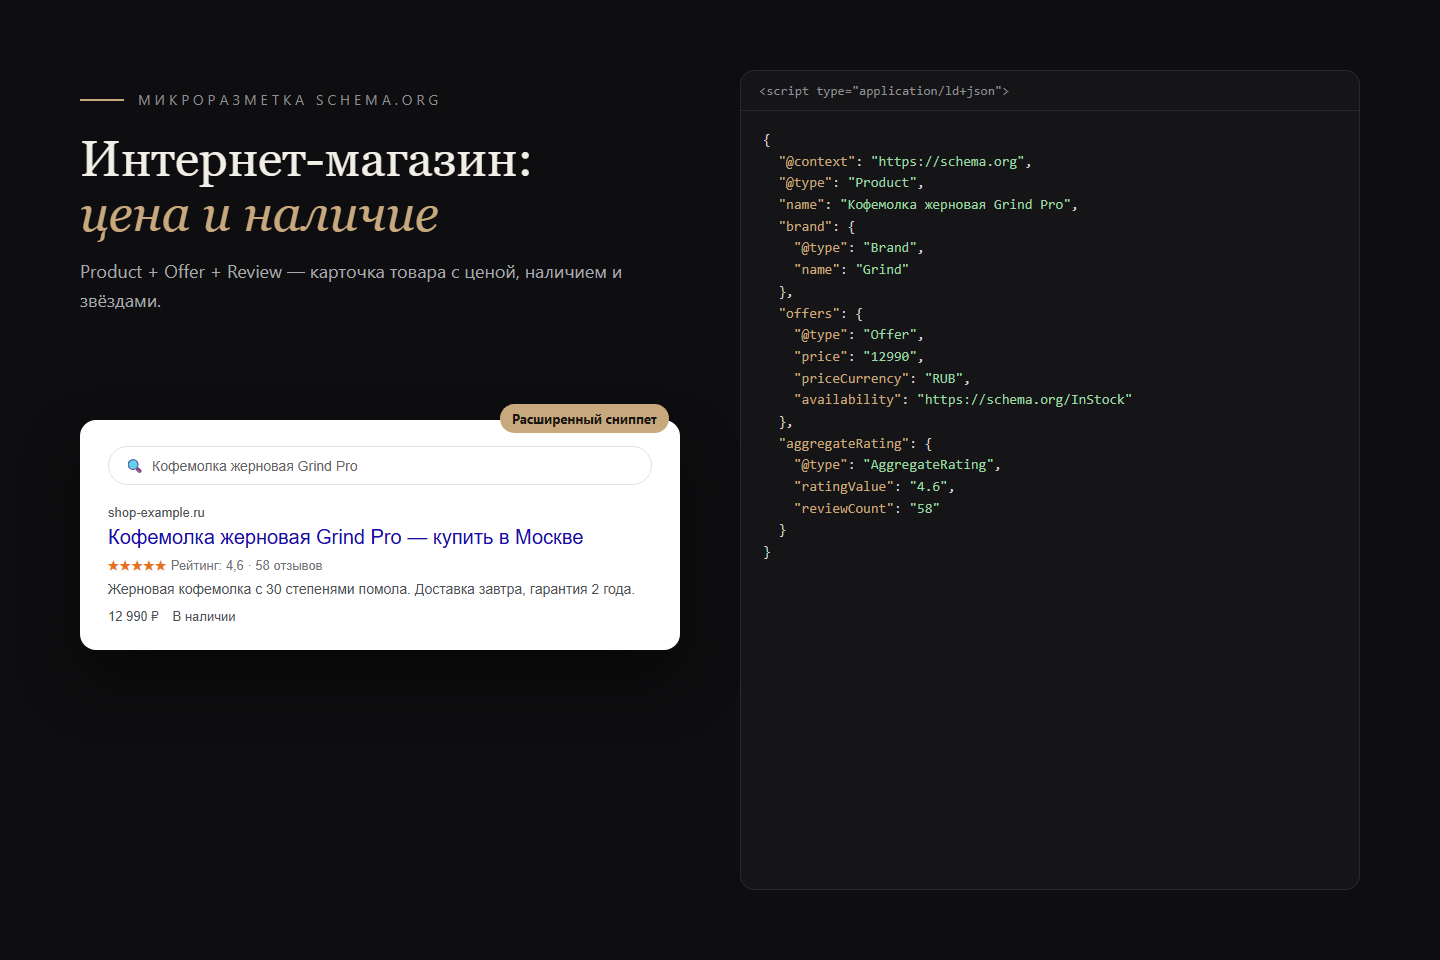 МИКРОРАЗМЕТКА SCHEMA.ORG
Интернет-магазин:
цена и наличие
Product + Offer + Review — карточка товара с ценой, наличием и
звёздами.
Расширенный сниппет
Кофемолка жерновая Grind Pro
shop-example.ru
Кофемолка жерновая Grind Pro — купить в Москве
★★★★★ Рейтинг: 4,6 · 58 отзывов
Жерновая кофемолка с 30 степенями помола. Доставка завтра, гарантия 2 года.
12 990 ₽ В наличии
<script type="application/ld+json">
{
  "@context": "https://schema.org",
  "@type": "Product",
  "name": "Кофемолка жерновая Grind Pro",
  "brand": {
    "@type": "Brand",
    "name": "Grind"
  },
  "offers": {
    "@type": "Offer",
    "price": "12990",
    "priceCurrency": "RUB",
    "availability": "https://schema.org/InStock"
  },
  "aggregateRating": {
    "@type": "AggregateRating",
    "ratingValue": "4.6",
    "reviewCount": "58"
  }
}